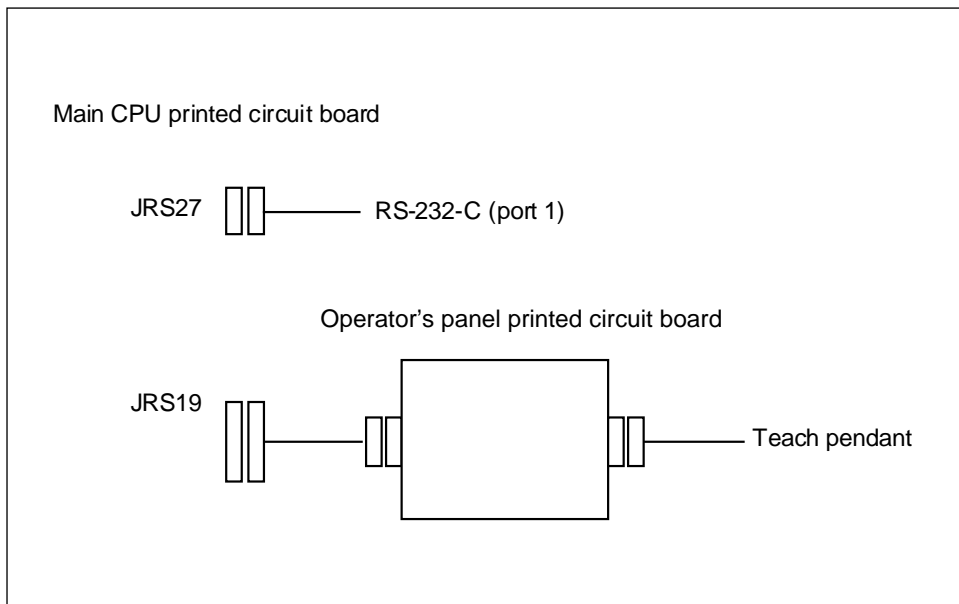 Main CPU printed circuit board
JRS27
RS-232-C (port 1)
Operator's panel printed circuit board
JRS19
Teach pendant